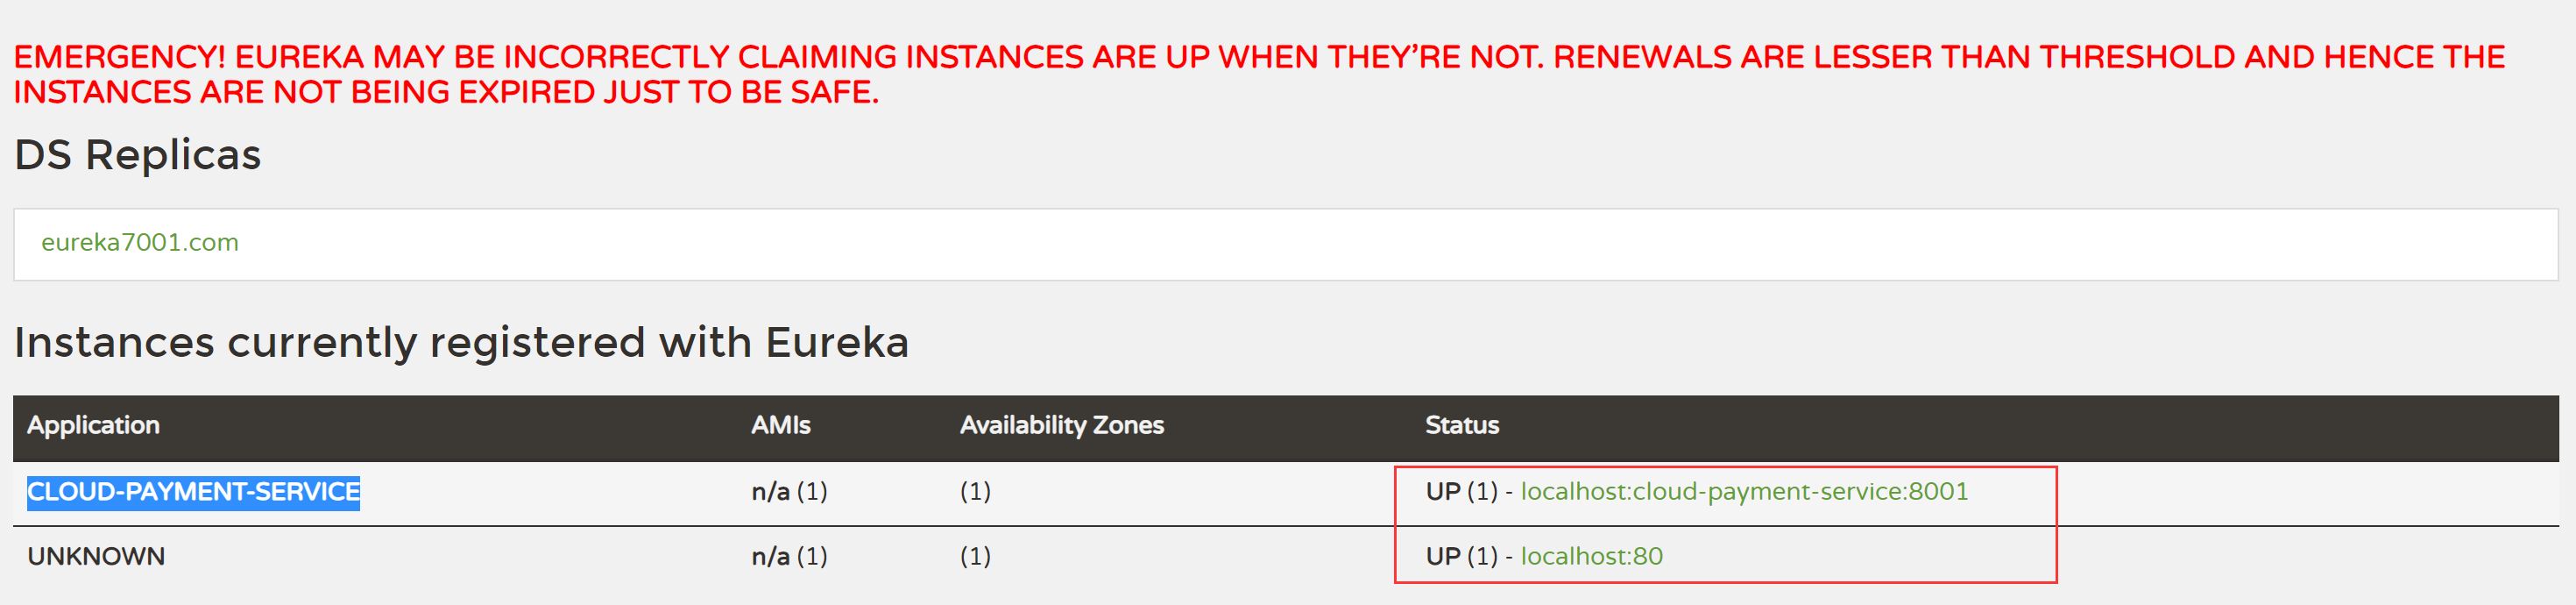 EMERGENCY! EUREKA MAY BE INCORRECTLY CLAIMING INSTANCES ARE UP WHEN THEY'RE NOT. RENEWALS ARE LESSER THAN THRESHOLD AND HENCE THE
INSTANCES ARE NOT BEING EXPIRED JUST TO BE SAFE.
DS Replicas
eureka7001.com
Instances currently registered with Eureka
Application AMIs Availability Zones Status
CLOUD-PAYMENT-SERVICE n/a (1) (1) UP (1) - localhost:cloud-payment-service:8001
UNKNOWN n/a (1) (1) UP (1) - localhost:80